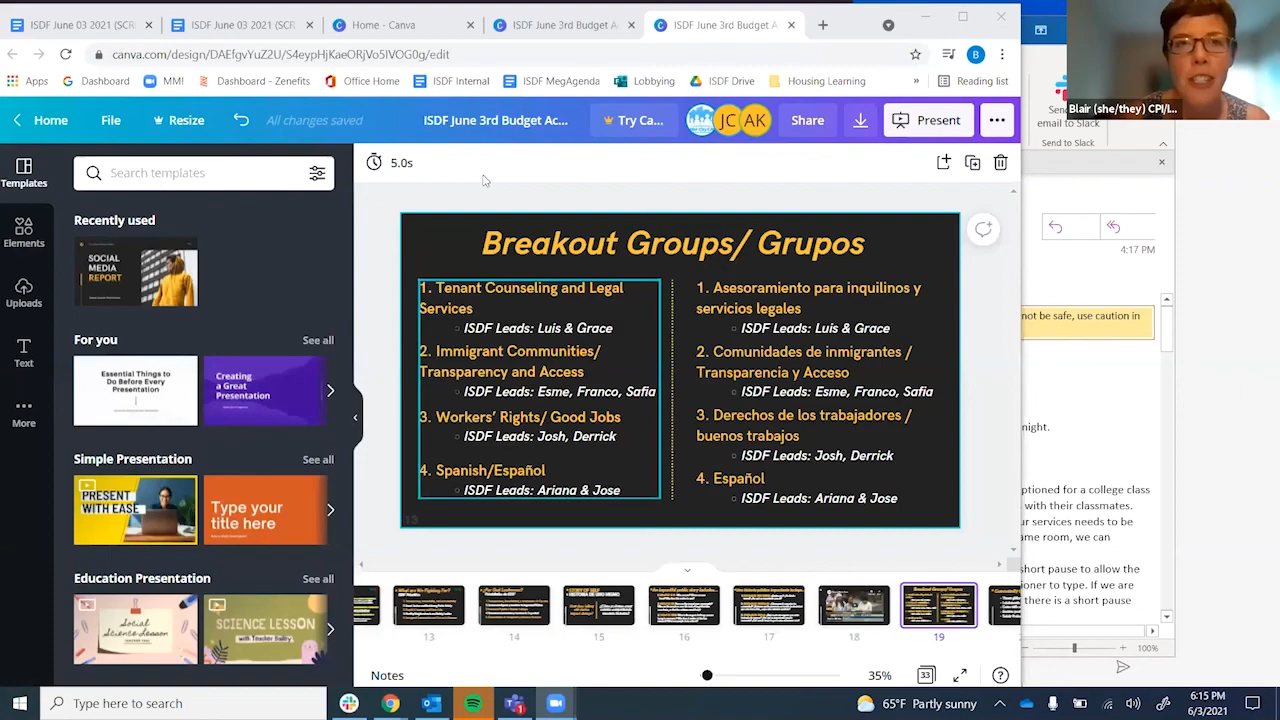 ISDF June 03 2021 (SCR
ISDF June 03 2021 (SCR
Home - Canva
ISDF June 3rd Budget A
ISDF June 3rd Budget A
canva.com/design/DAEfqvYuZ2U/S4eypHjKaeORJVo5IVOG0g/edit
Apps
Dashboard
MM!
Dashboard - Zenefits
Office Home
ISDF Internal
ISDF MegAgenda
Lobbying
ISDF Drive
Housing Learning
Reading list
Home
File
Resize
All changes saved
ISDF June 3rd Budget Ac...
JC
AK
Try Ca...
Share
Present
Blair (she/they) CPI/I...
email to Slack
Send to Slack
Templates
Elements
Uploads
Text
More
Search templates
5.0s
Recently used
SOCIAL
MEDIA
REPORT
For you
See all
Essential Things to
Do Before Every
Presentation
Creating
a Great
Presentation
Simple Presentation
See all
PRESENT
WITH EASE
Type your
title here
Education Presentation
See all
Social
Science Lesson
SCIENCE LESSON
with Teacher Bailey
Breakout Groups/ Grupos
1. Tenant Counseling and Legal
Services
ISDF Leads: Luis & Grace
2. Immigrant Communities/
Transparency and Access
ISDF Leads: Esme, Franco, Safia
3. Workers' Rights/ Good Jobs
ISDF Leads: Josh, Derrick
4. Spanish/Español
ISDF Leads: Ariana & Jose
1. Asesoramiento para inquilinos y
servicios legales
ISDF Leads: Luis & Grace
2. Comunidades de inmigrantes /
Transparencia y Acceso
ISDF Leads: Esme, Franco, Safia
3. Derechos de los trabajadores /
buenos trabajos
ISDF Leads: Josh, Derrick
4. Español
ISDF Leads: Ariana & Jose
13
4:17 PM
not be safe, use caution in
night.
aptioned for a college class
with their classmates.
ur services needs to be
ame room, we can
short pause to allow the
oner to type. If we are
there is a short pause
100%
13
14
15
16
17
18
19
Notes
35%
33
Type here to search
65°F Partly sunny
6:15 PM
6/3/2021